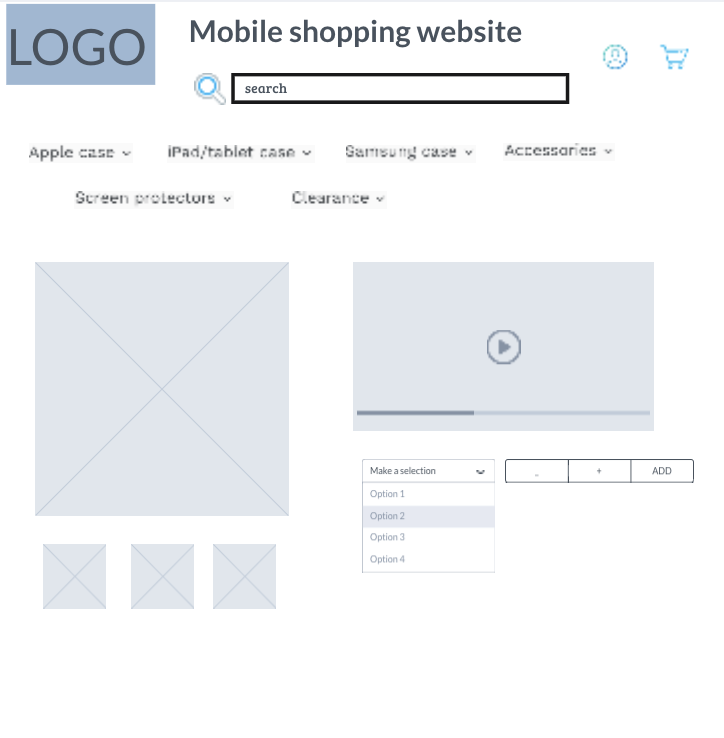 LOGO
Mobile shopping website
search
Apple case
iPad/tablet case
Samsung case
Accessories
Screen protectors
Clearance
Make a selection
_ + ADD
Option 1
Option 2
Option 3
Option 4